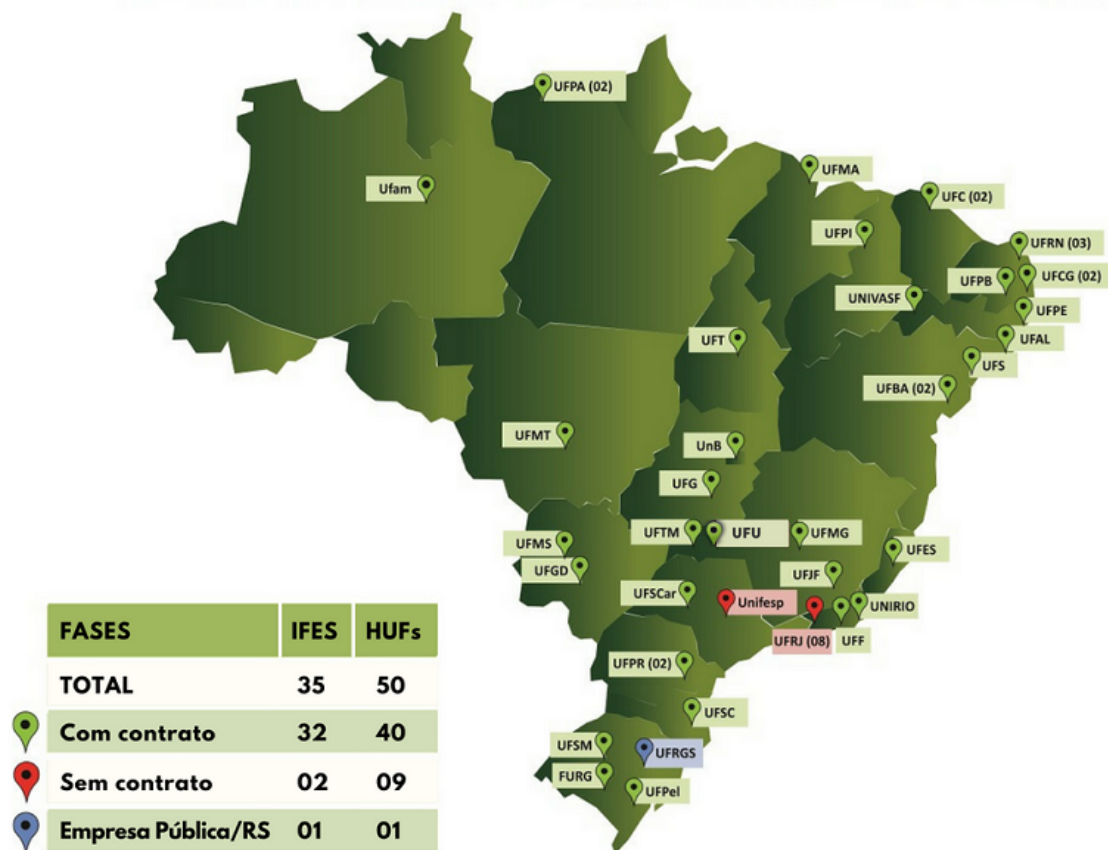 UFPA (02)
UFMA
Ufam
UFC (02)
UFPI
UFRN (03)
UFPB
UFCG (02)
UNIVASF
UFPE
UFT
UFAL
UFS
UFBA (02)
UFMT
UnB
UFG
UFTM
UFU
UFMG
UFMS
UFES
UFGD
UFJF
UFSCar
Unifesp
UNIRIO
UFRJ (08)
UFF
UFPR (02)
UFSC
UFSM
UFRGS
FURG
UFPel
FASES IFES HUFs
TOTAL 35 50
Com contrato 32 40
Sem contrato 02 09
Empresa Pública/RS 01 01